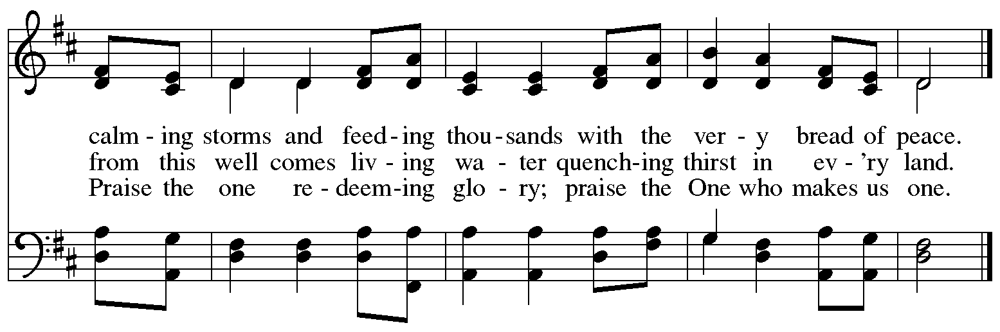 calm - ing storms and feed - ing thou - sands with the ver - y bread of peace.
from this well comes liv - ing wa - ter quench - ing thirst in ev - 'ry land.
Praise the one re - deem - ing glo - ry; praise the One who makes us one.